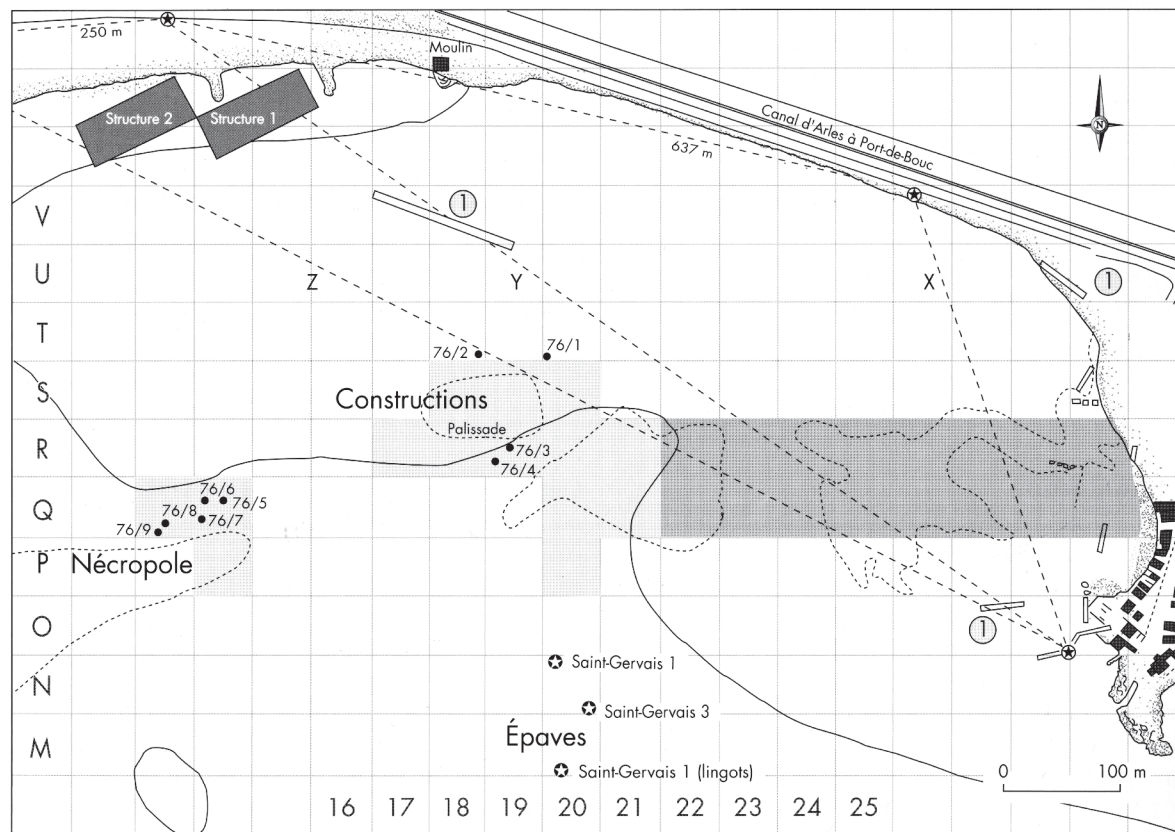 250 m
Moulin
Structure 2
Structure 1
Canal d'Arles à Port-de-Bouc
637 m
N
1
V
U
Z
Y
X
1
T
76/2
76/1
S
Constructions
Palissade
R
76/3
76/4
76/6
76/5
Q
76/8
76/7
76/9
P
Nécropole
O
1
Saint-Gervais 1
N
Saint-Gervais 3
Épaves
M
Saint-Gervais 1 (lingots)
0 100 m
16 17 18 19 20 21 22 23 24 25